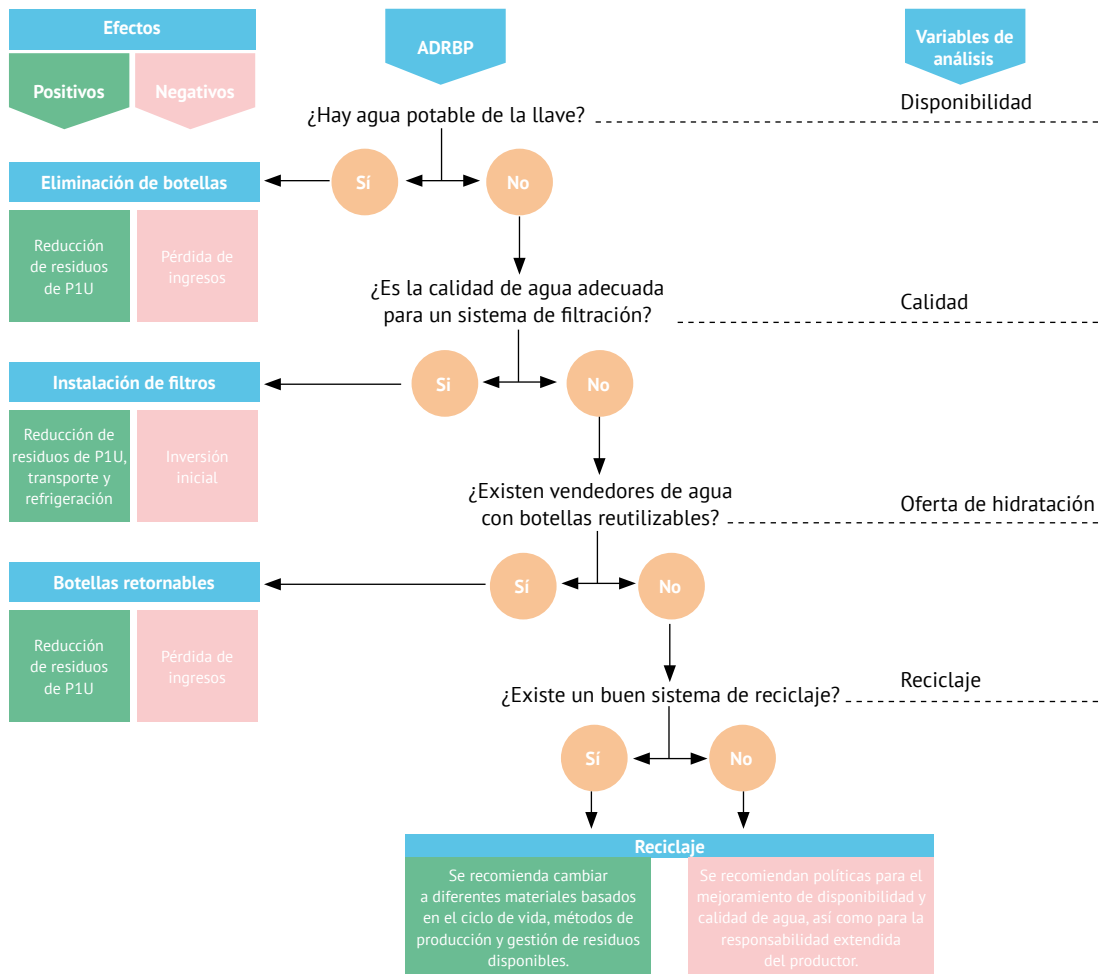 Efectos
Positivos
Negativos
ADRBP
Variables de
análisis
¿Hay agua potable de la llave?
Disponibilidad
Sí
No
Eliminación de botellas
Reducción
de residuos
de P1U
Pérdida de
ingresos
¿Es la calidad de agua adecuada
para un sistema de filtración?
Calidad
Si
No
Instalación de filtros
Reducción de
residuos de P1U,
transporte y
refrigeración
Inversión
inicial
¿Existen vendedores de agua
con botellas reutilizables?
Oferta de hidratación
Sí
No
Botellas retornables
Reducción
de residuos
de P1U
Pérdida de
ingresos
¿Existe un buen sistema de reciclaje?
Reciclaje
Sí
No
Reciclaje
Se recomienda cambiar
a diferentes materiales basados
en el ciclo de vida, métodos de
producción y gestión de residuos
disponibles.
Se recomiendan políticas para el
mejoramiento de disponibilidad y
calidad de agua, así como para la
responsabilidad extendida
del productor.